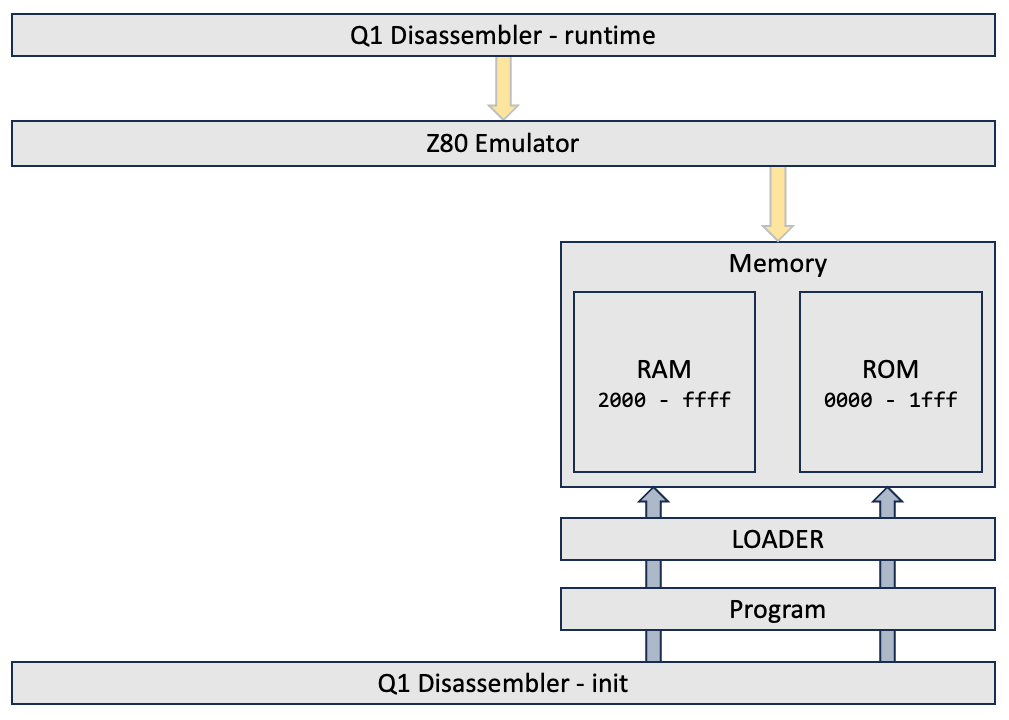 Q1 Disassembler - runtime
Z80 Emulator
Memory
RAM
2000 - ffff
ROM
0000 - 1fff
LOADER
Program
Q1 Disassembler - init